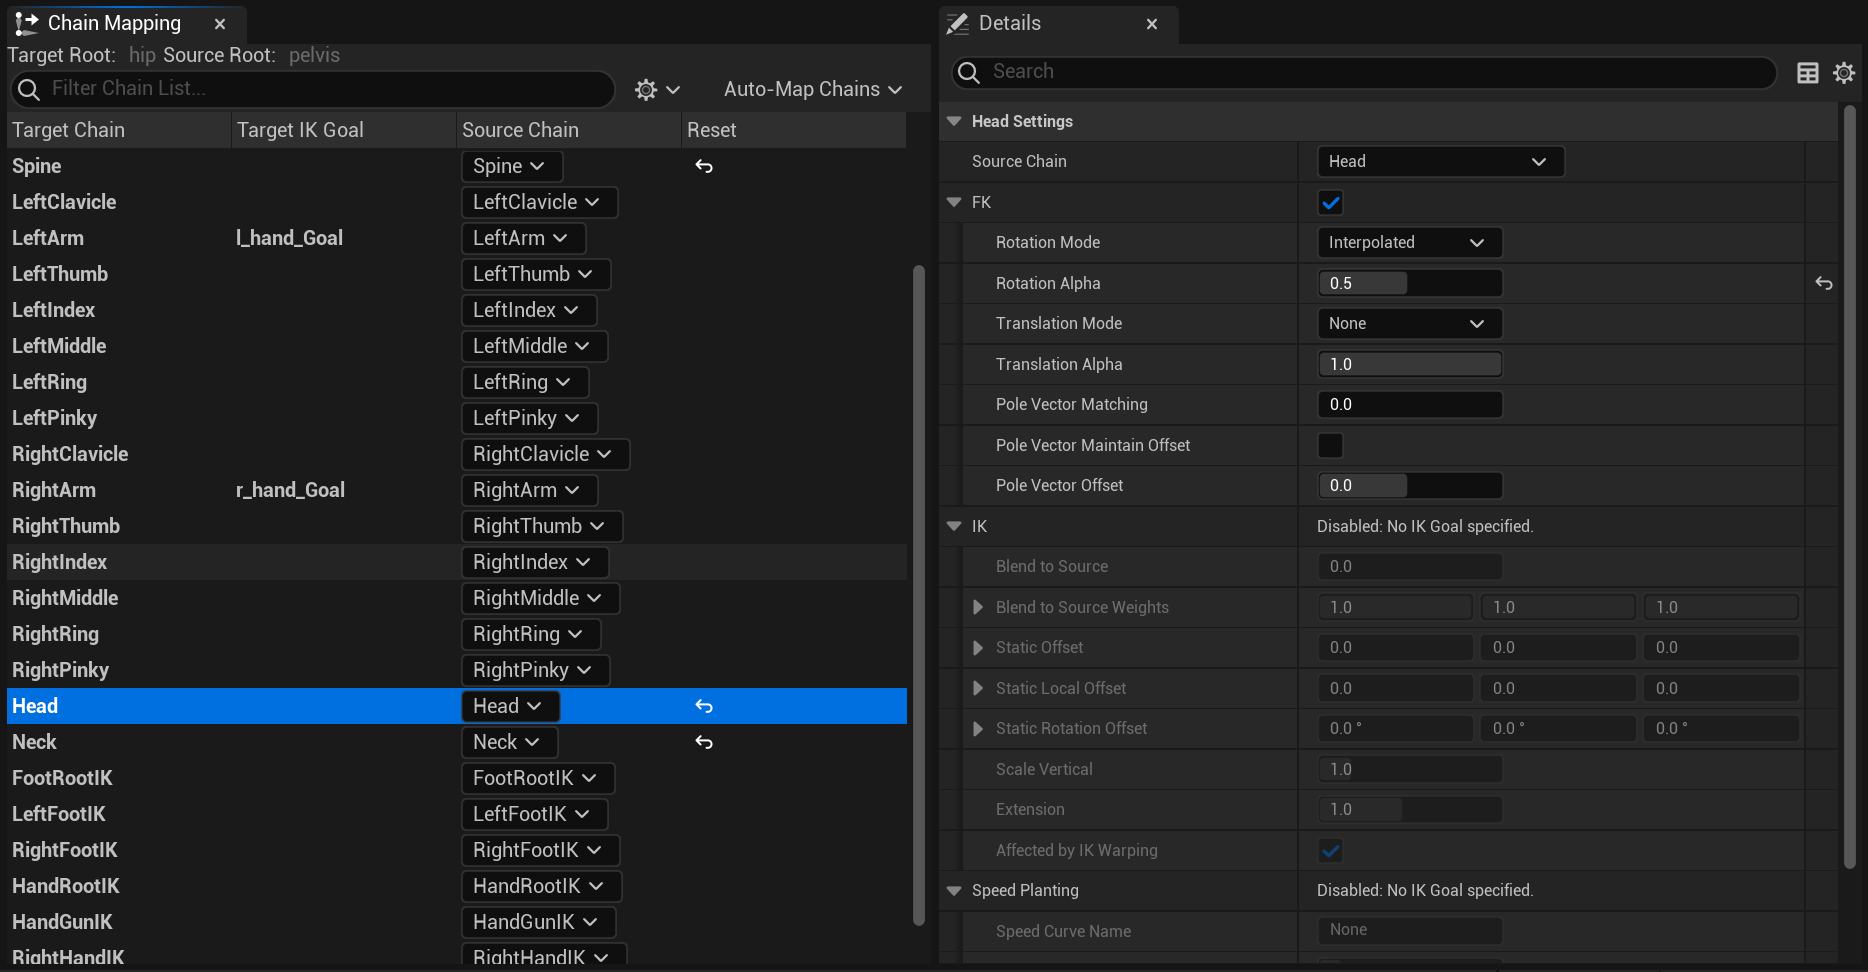 Chain Mapping
Target Root: hip Source Root: pelvis
Filter Chain List...
Auto-Map Chains
Target Chain Target IK Goal Source Chain Reset
Spine Spine
LeftClavicle LeftClavicle
LeftArm l_hand_Goal LeftArm
LeftThumb LeftThumb
LeftIndex LeftIndex
LeftMiddle LeftMiddle
LeftRing LeftRing
LeftPinky LeftPinky
RightClavicle RightClavicle
RightArm r_hand_Goal RightArm
RightThumb RightThumb
RightIndex RightIndex
RightMiddle RightMiddle
RightRing RightRing
RightPinky RightPinky
Head Head
Neck Neck
FootRootIK FootRootIK
LeftFootIK LeftFootIK
RightFootIK RightFootIK
HandRootIK HandRootIK
HandGunIK HandGunIK
RightHandIK RightHandIK
Details
Search
Head Settings
Source Chain Head
FK
Rotation Mode Interpolated
Rotation Alpha 0.5
Translation Mode None
Translation Alpha 1.0
Pole Vector Matching 0.0
Pole Vector Maintain Offset
Pole Vector Offset 0.0
IK Disabled: No IK Goal specified.
Blend to Source 0.0
Blend to Source Weights 1.0 1.0 1.0
Static Offset 0.0 0.0 0.0
Static Local Offset 0.0 0.0 0.0
Static Rotation Offset 0.0 ° 0.0 ° 0.0 °
Scale Vertical 1.0
Extension 1.0
Affected by IK Warping
Speed Planting Disabled: No IK Goal specified.
Speed Curve Name None